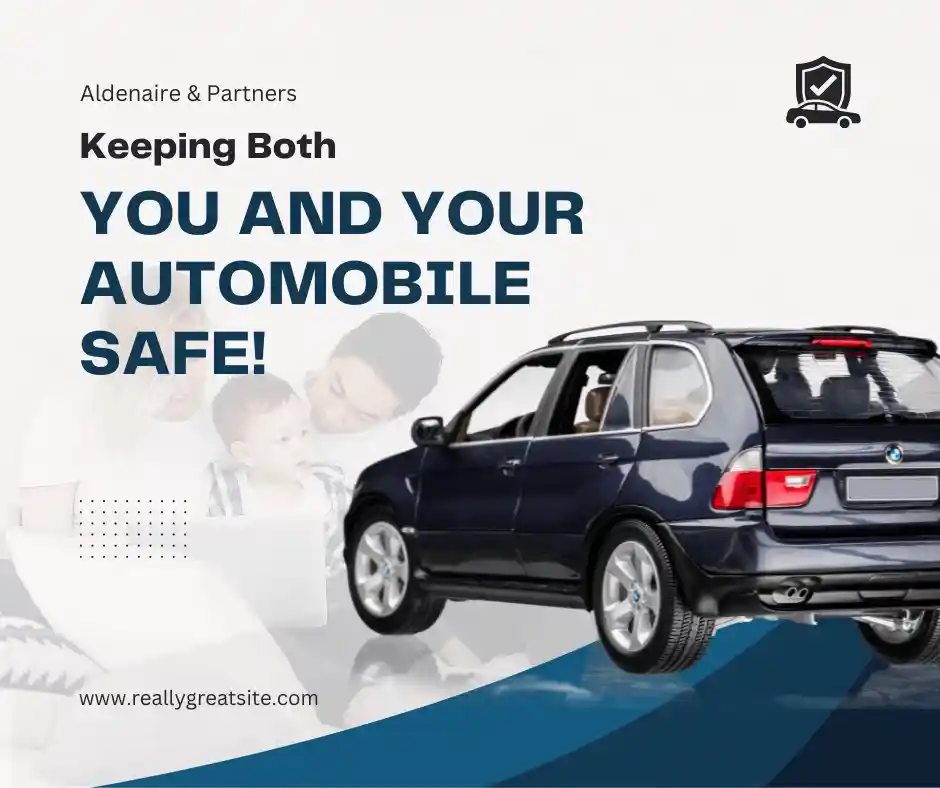 Aldenaire & Partners
Keeping Both
YOU AND YOUR
AUTOMOBILE
SAFE!
www.reallygreatsite.com